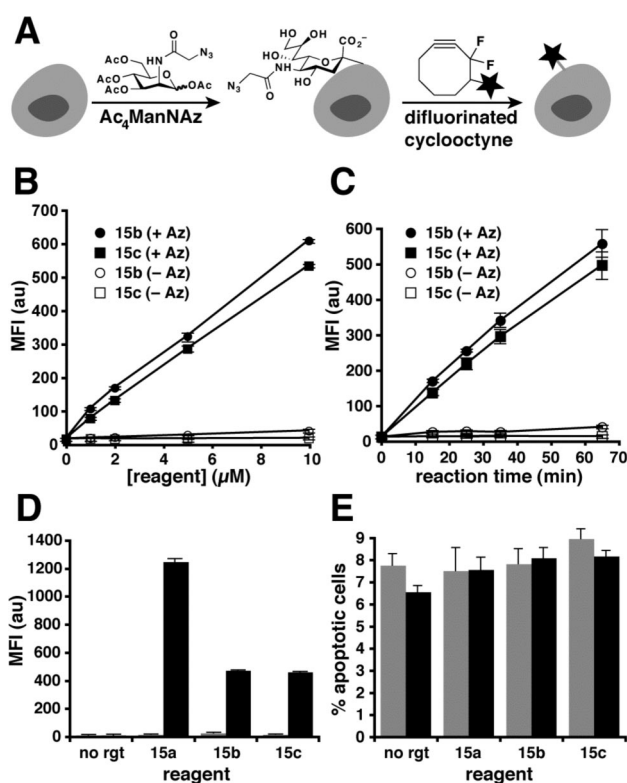 A
O
N
N3
AcO
HN
AcO
AcO
O
OAc
Ac4ManNAz
HO
OH
CO2−
N3
HN
O
HO
F
F
difluorinated
cyclooctyne
B
MFI (au)
700
600
500
400
300
200
100
0
15b (+ Az)
15c (+ Az)
15b (− Az)
15c (− Az)
0 2 4 6 8 10
[reagent] (µM)
C
MFI (au)
600
500
400
300
200
100
0
15b (+ Az)
15c (+ Az)
15b (− Az)
15c (− Az)
0 10 20 30 40 50 60 70
reaction time (min)
D
MFI (au)
1400
1200
1000
800
600
400
200
0
no rgt 15a 15b 15c
reagent
E
% apoptotic cells
9
8
7
6
5
4
3
2
1
0
no rgt 15a 15b 15c
reagent